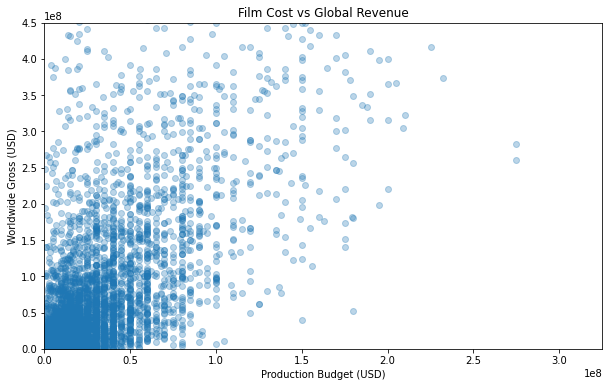 Film Cost vs Global Revenue
1e8
4.5
4.0
3.5
3.0
2.5
2.0
1.5
1.0
0.5
0.0
Worldwide Gross (USD)
0.0 0.5 1.0 1.5 2.0 2.5 3.0
1e8
Production Budget (USD)